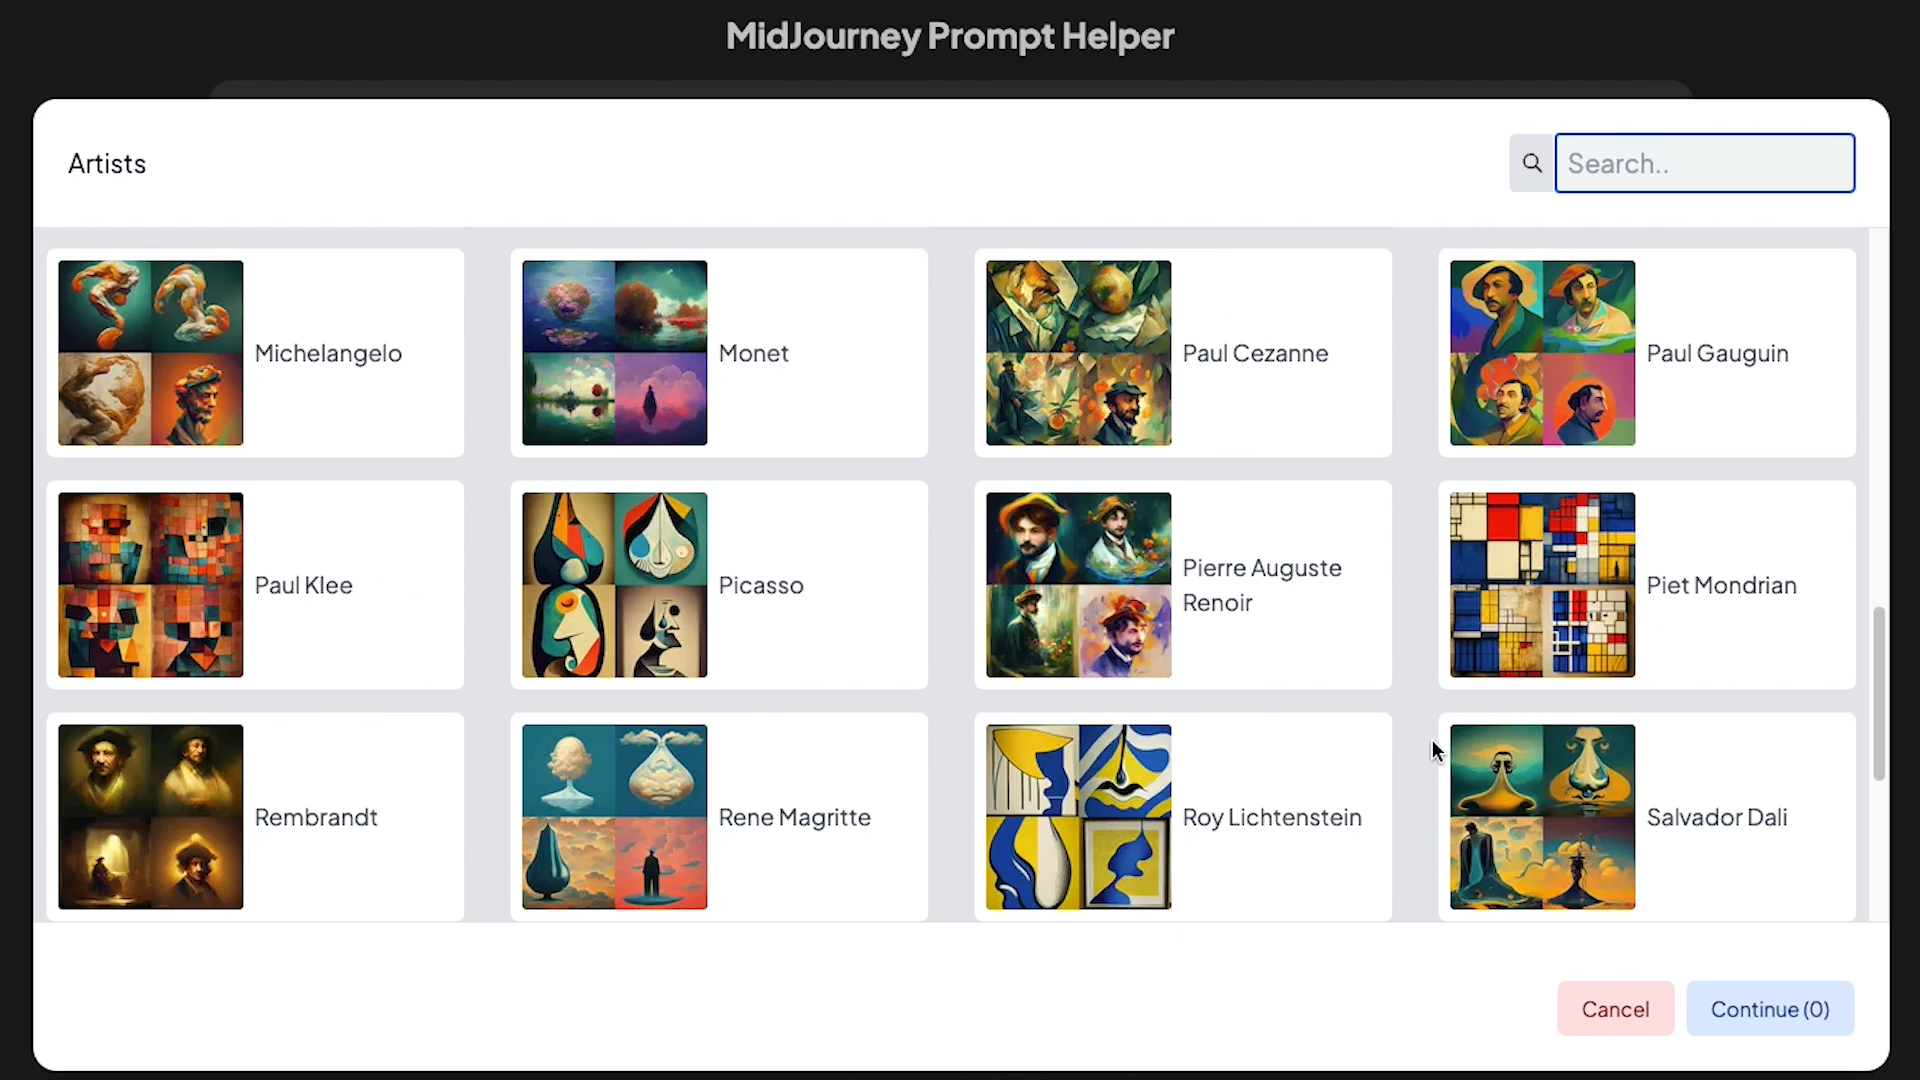 MidJourney Prompt Helper
Artists
Search..
Michelangelo
Monet
Paul Cezanne
Paul Gauguin
Paul Klee
Picasso
Pierre Auguste
Renoir
Piet Mondrian
Rembrandt
Rene Magritte
Roy Lichtenstein
Salvador Dali
Cancel
Continue (0)